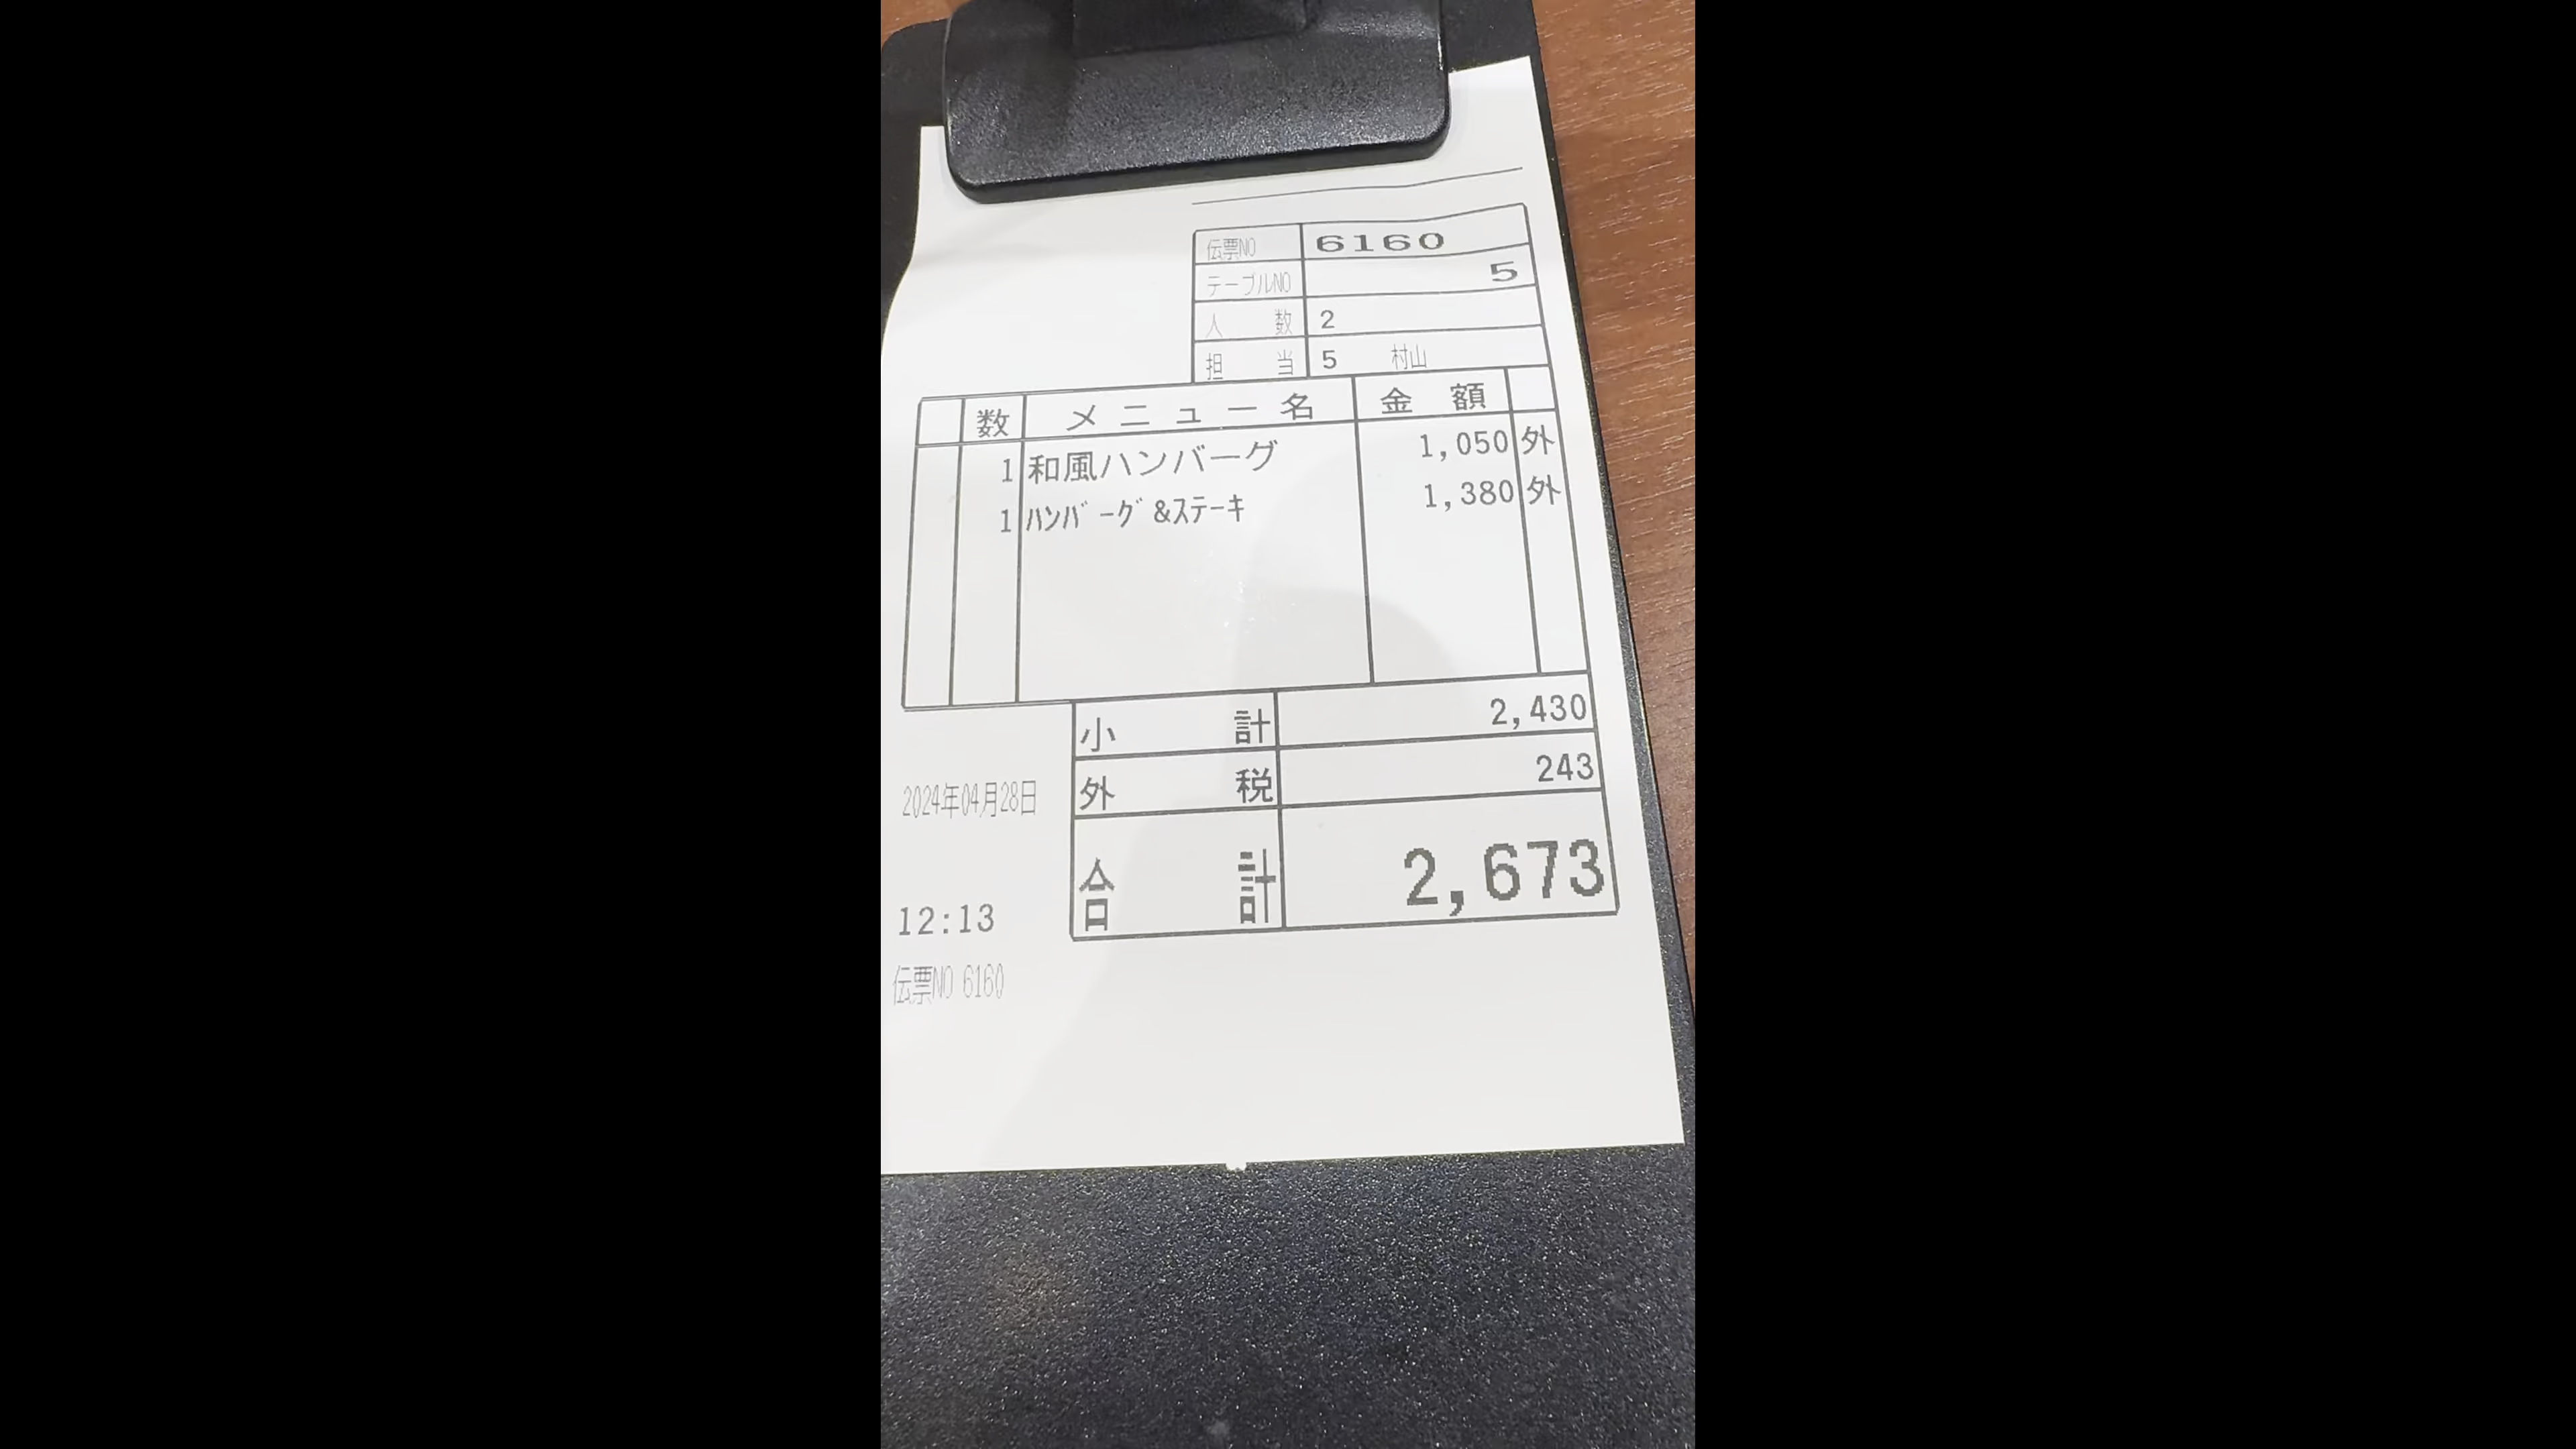 伝票NO 6160
テーブルNO 5
人数 2
担当 5 村山
数 メニュー名 金額
1 和風ハンバーグ 1,050 外
1 ﾊﾝﾊﾞｰｸﾞ&ｽﾃｰｷ 1,380 外
小計 2,430
外税 243
2024年04月28日
合計 2,673
12:13
伝票NO 6160